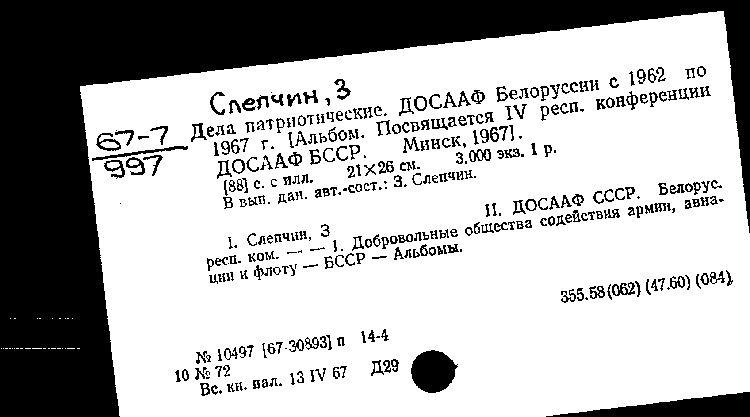 Слепчин, З
67-7
997
Дела патриотические. ДОСААФ Белоруссии с 1962 по
1967 г. [Альбом. Посвящается IV респ. конференции
ДОСААФ БССР. Минск, 1967].
[88] с. с илл. 21×26 см. 3.000 экз. 1 р.
В вып. дан. авт.-сост.: З. Слепчин.
I. Слепчин, З
II. ДОСААФ СССР. Белорус.
респ. ком. — — 1. Добровольные общества содействия армии, авиа-
ции и флоту — БССР — Альбомы.
355.58(062) (47.60) (084)
№ 10497 [67-30893] п 14-4
10 № 72
Вс. кн. пал. 13 IV 67 Д29